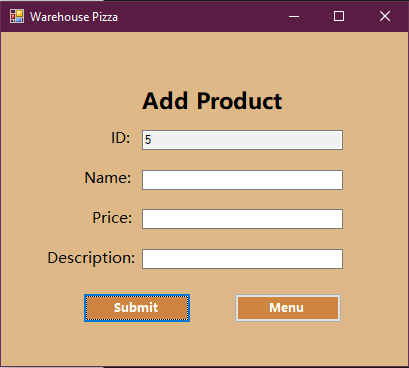 Warehouse Pizza
Add Product
ID: 5
Name:
Price:
Description:
Submit Menu